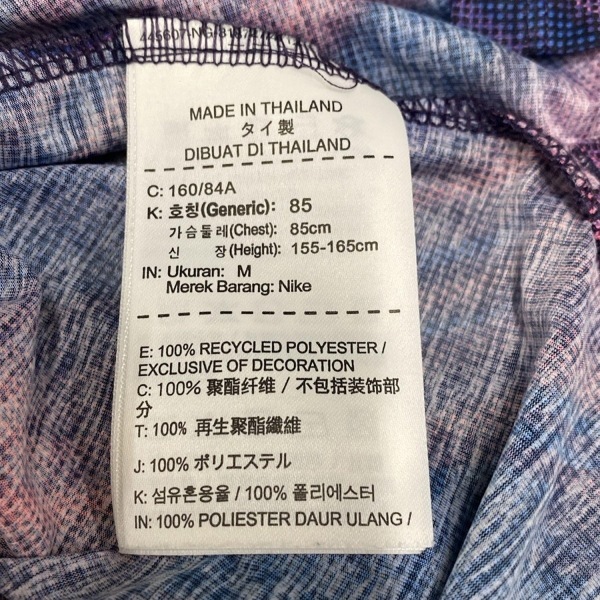 MADE IN THAILAND
タイ製
DIBUAT DI THAILAND
C: 160/84A
K: 호칭(Generic): 85
가슴둘레(Chest): 85cm
신 장(Height): 155-165cm
IN: Ukuran: M
Merek Barang: Nike
E: 100% RECYCLED POLYESTER /
EXCLUSIVE OF DECORATION
C: 100% 聚酯纤维 / 不包括装饰部
分
T: 100% 再生聚酯纖維
J: 100% ポリエステル
K: 섬유혼용율 / 100% 폴리에스터
IN: 100% POLIESTER DAUR ULANG /